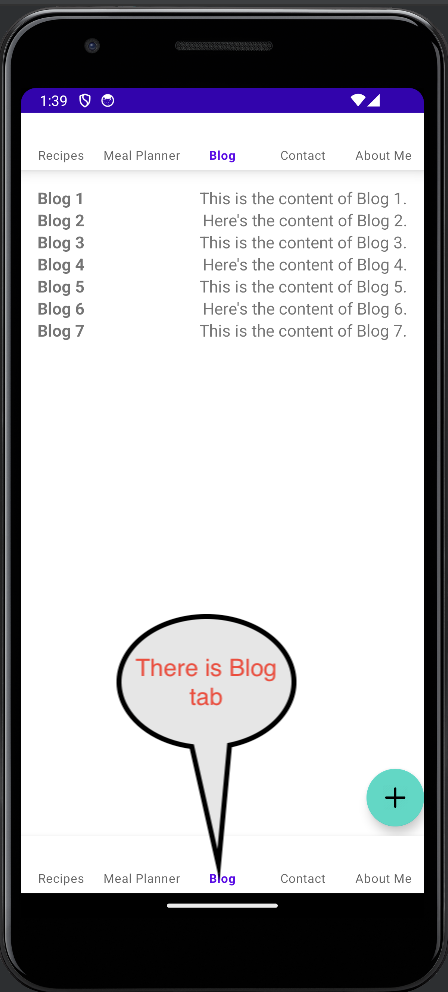 1:39
Recipes Meal Planner Blog Contact About Me
Blog 1 This is the content of Blog 1.
Blog 2 Here's the content of Blog 2.
Blog 3 This is the content of Blog 3.
Blog 4 Here's the content of Blog 4.
Blog 5 This is the content of Blog 5.
Blog 6 Here's the content of Blog 6.
Blog 7 This is the content of Blog 7.
There is Blog
tab
+
Recipes Meal Planner Blog Contact About Me